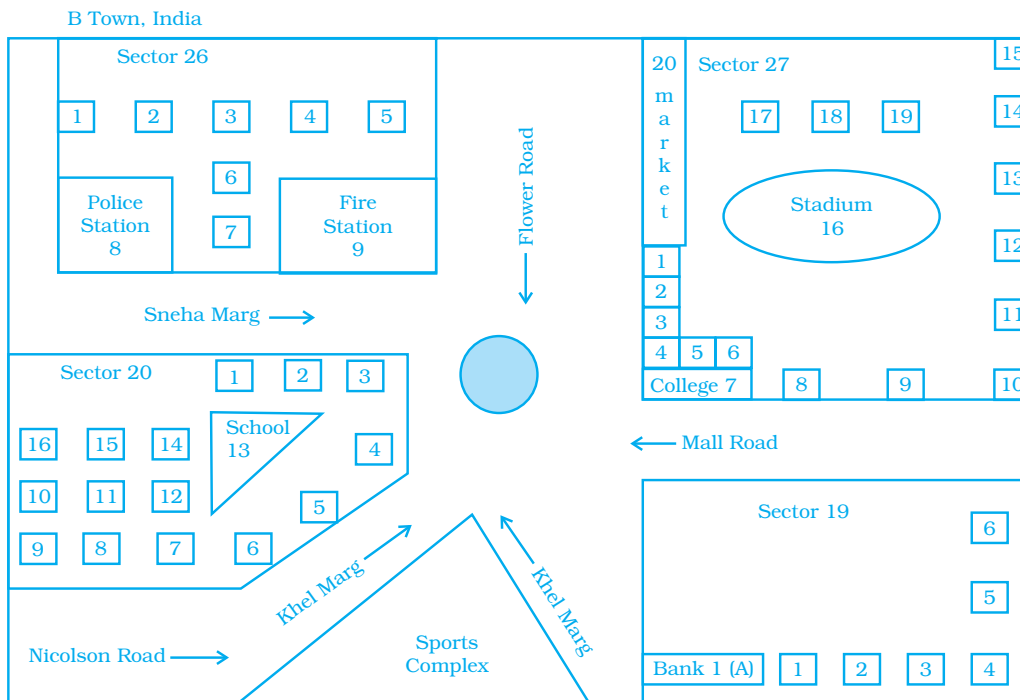 B Town, India
Sector 26
1 2 3 4 5
6
7
Police
Station
8
Fire
Station
9
Flower Road
20
market
Sector 27
17 18 19
Stadium
16
15
14
13
12
11
10
1
2
3
4 5 6
College 7
8 9
Sneha Marg
Sector 20
1 2 3
School
13
4
5
16 15 14
10 11 12
9 8 7 6
Mall Road
Khel Marg
Khel Marg
Nicolson Road
Sports
Complex
Sector 19
6
5
Bank 1 (A) 1 2 3 4